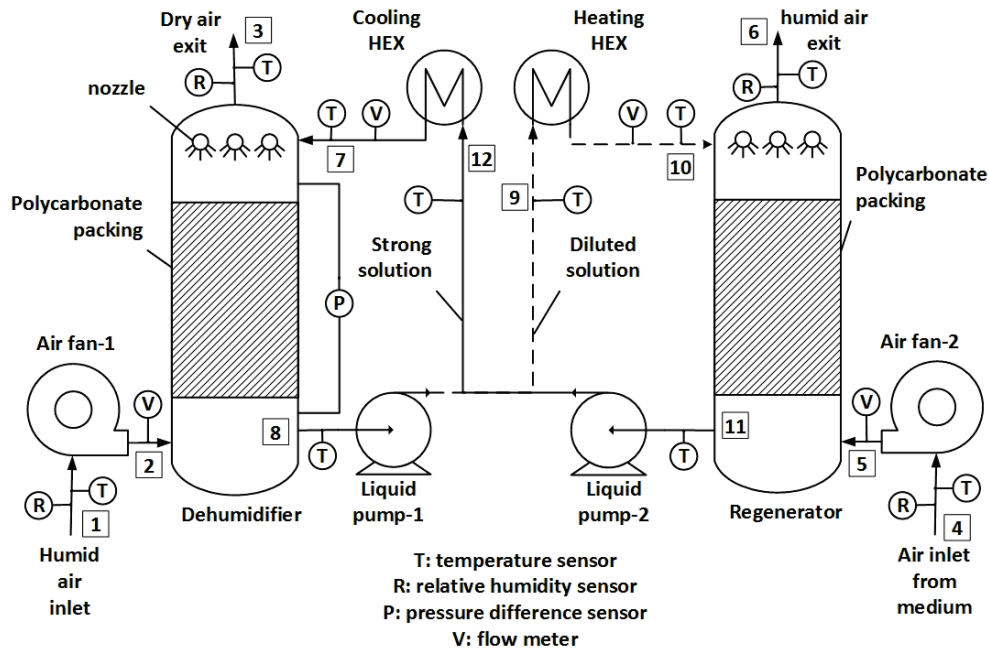 Dry air
exit
3
Cooling
HEX
Heating
HEX
6
humid air
exit
R
T
R
T
nozzle
T
V
V
T
7
12
9
10
T
T
Polycarbonate
packing
Polycarbonate
packing
Strong
solution
Diluted
solution
P
Air fan-1
Air fan-2
V
V
8
11
2
T
T
5
T
R
1
T
R
4
Dehumidifier
Liquid
pump-1
Liquid
pump-2
Regenerator
Humid
air
inlet
Air inlet
from
medium
T: temperature sensor
R: relative humidity sensor
P: pressure difference sensor
V: flow meter